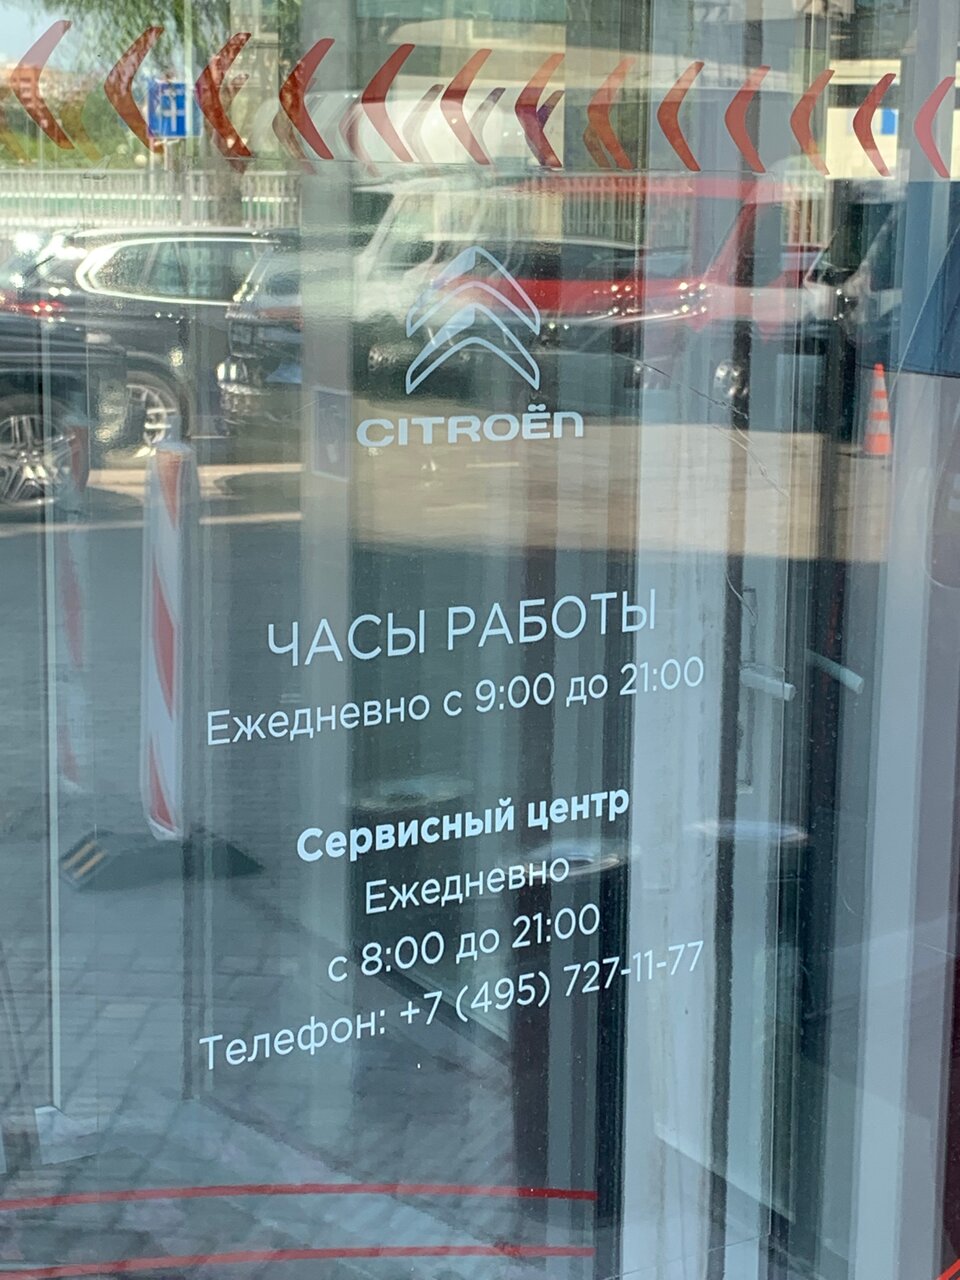 CITROËN
ЧАСЫ РАБОТЫ
Ежедневно с 9:00 до 21:00
Сервисный центр
Ежедневно
с 8:00 до 21:00
Телефон: +7 (495) 727-11-77